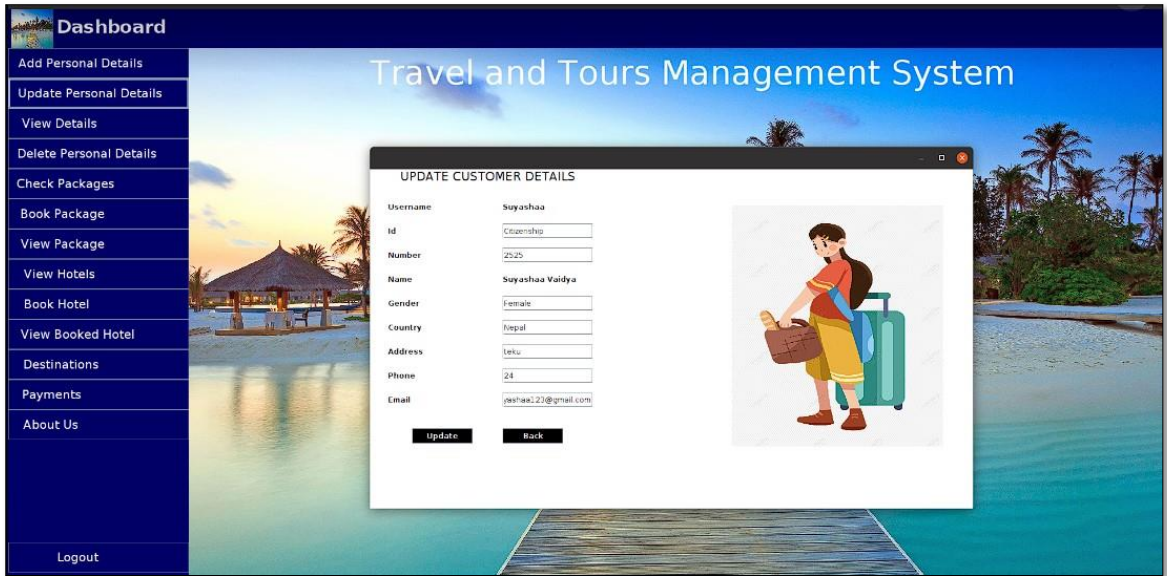 Dashboard
Add Personal Details
Update Personal Details
View Details
Delete Personal Details
Check Packages
Book Package
View Package
View Hotels
Book Hotel
View Booked Hotel
Destinations
Payments
About Us
Logout
Travel and Tours Management System
UPDATE CUSTOMER DETAILS
Username Suyashaa
Id Citizenship
Number 2525
Name Suyashaa Vaidya
Gender Female
Country Nepal
Address teku
Phone 24
Email yashaa123@gmail.com
Update Back